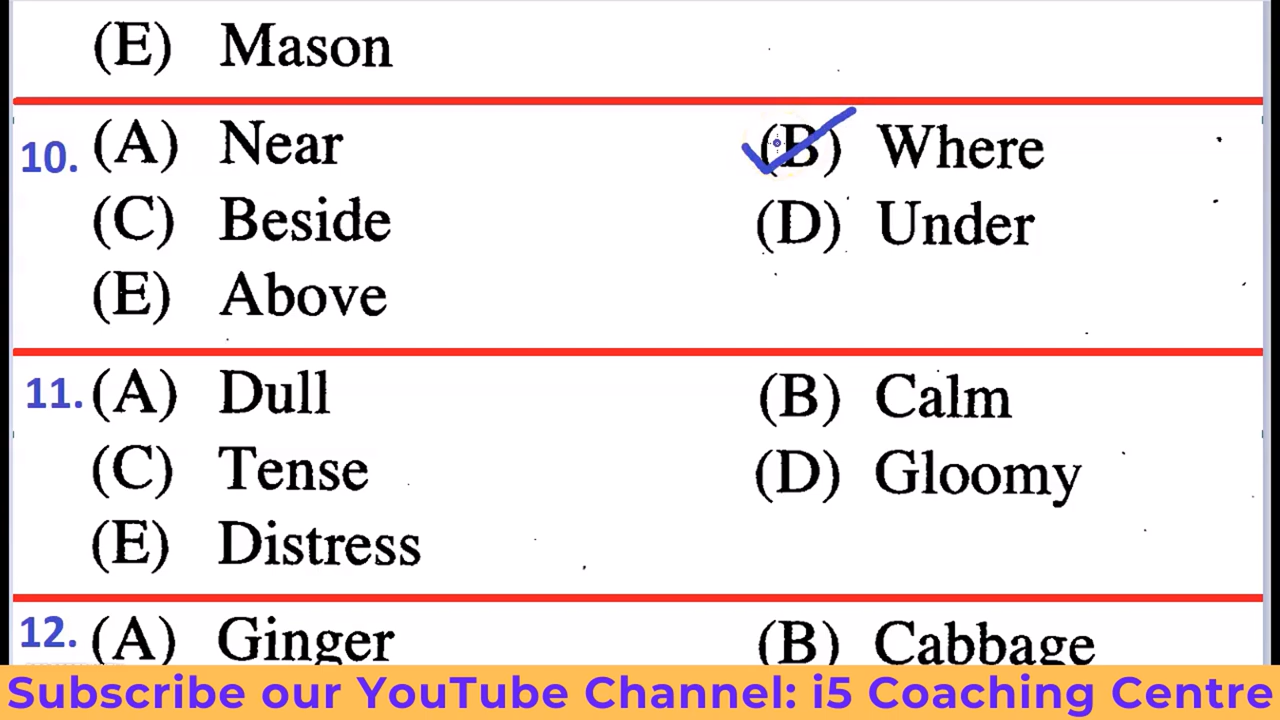 (E) Mason
10. (A) Near (B) Where
(C) Beside (D) Under
(E) Above
11. (A) Dull (B) Calm
(C) Tense (D) Gloomy
(E) Distress
12. (A) Ginger (B) Cabbage
Subscribe our YouTube Channel: i5 Coaching Centre